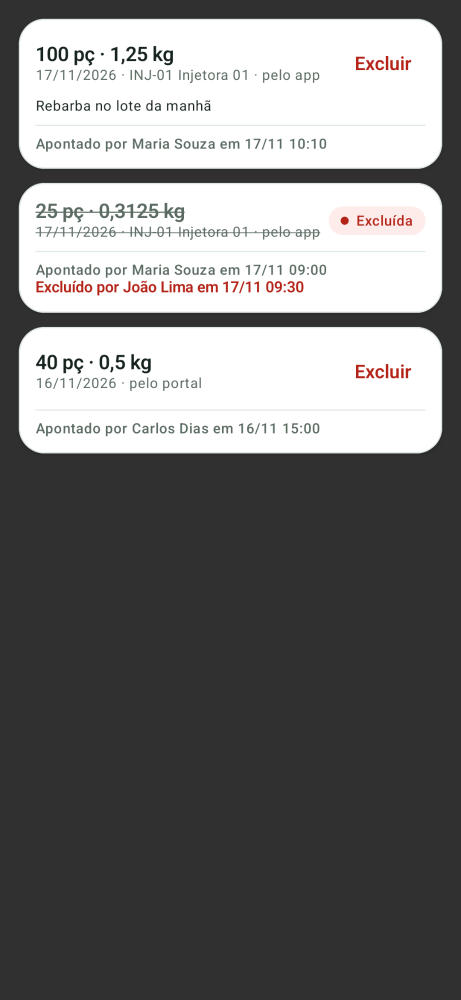 100 pç · 1,25 kg
17/11/2026 · INJ-01 Injetora 01 · pelo app
Excluir
Rebarba no lote da manhã
Apontado por Maria Souza em 17/11 10:10
25 pç · 0,3125 kg
17/11/2026 · INJ-01 Injetora 01 · pelo app
Excluída
Apontado por Maria Souza em 17/11 09:00
Excluído por João Lima em 17/11 09:30
40 pç · 0,5 kg
16/11/2026 · pelo portal
Excluir
Apontado por Carlos Dias em 16/11 15:00